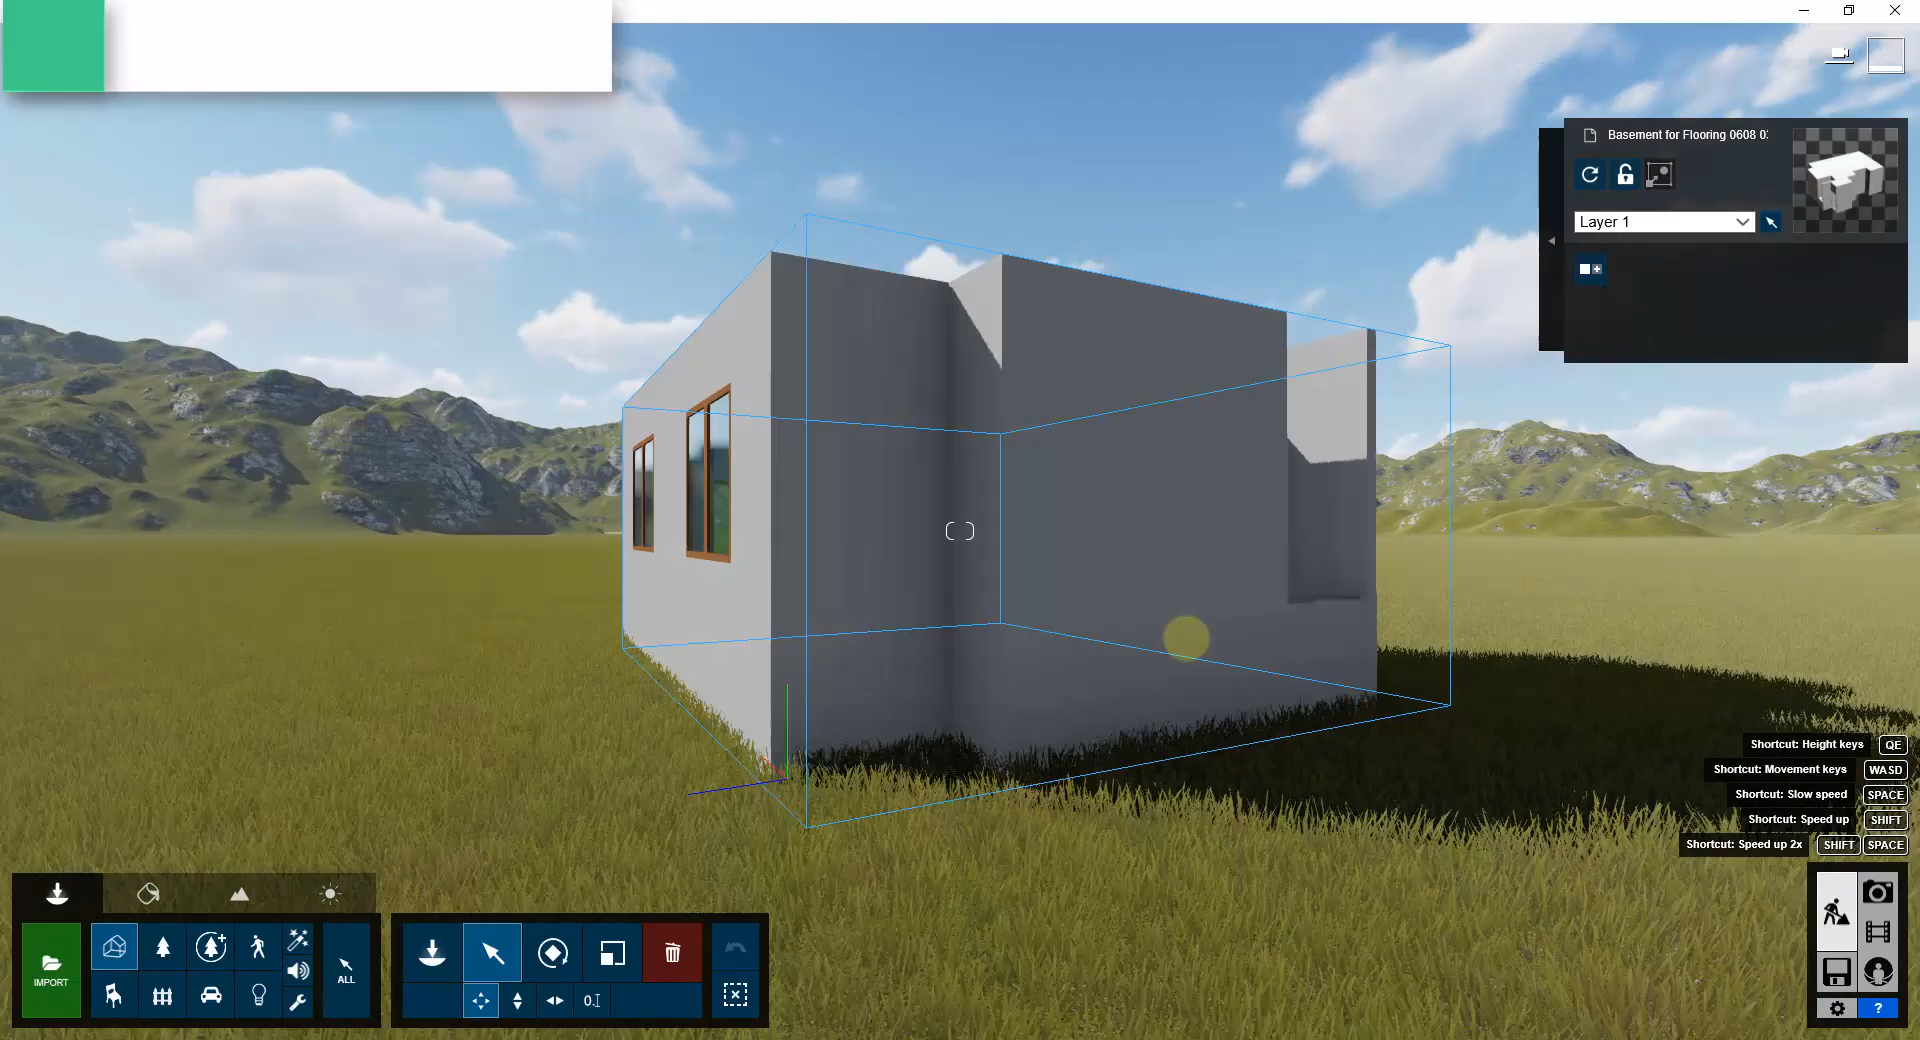 Basement for Flooring 0608 0
Layer 1
Shortcut: Height keys QE
Shortcut: Movement keys WASD
Shortcut: Slow speed SPACE
Shortcut: Speed up SHIFT
Shortcut: Speed up 2x SHIFT SPACE
IMPORT
ALL
0.
?